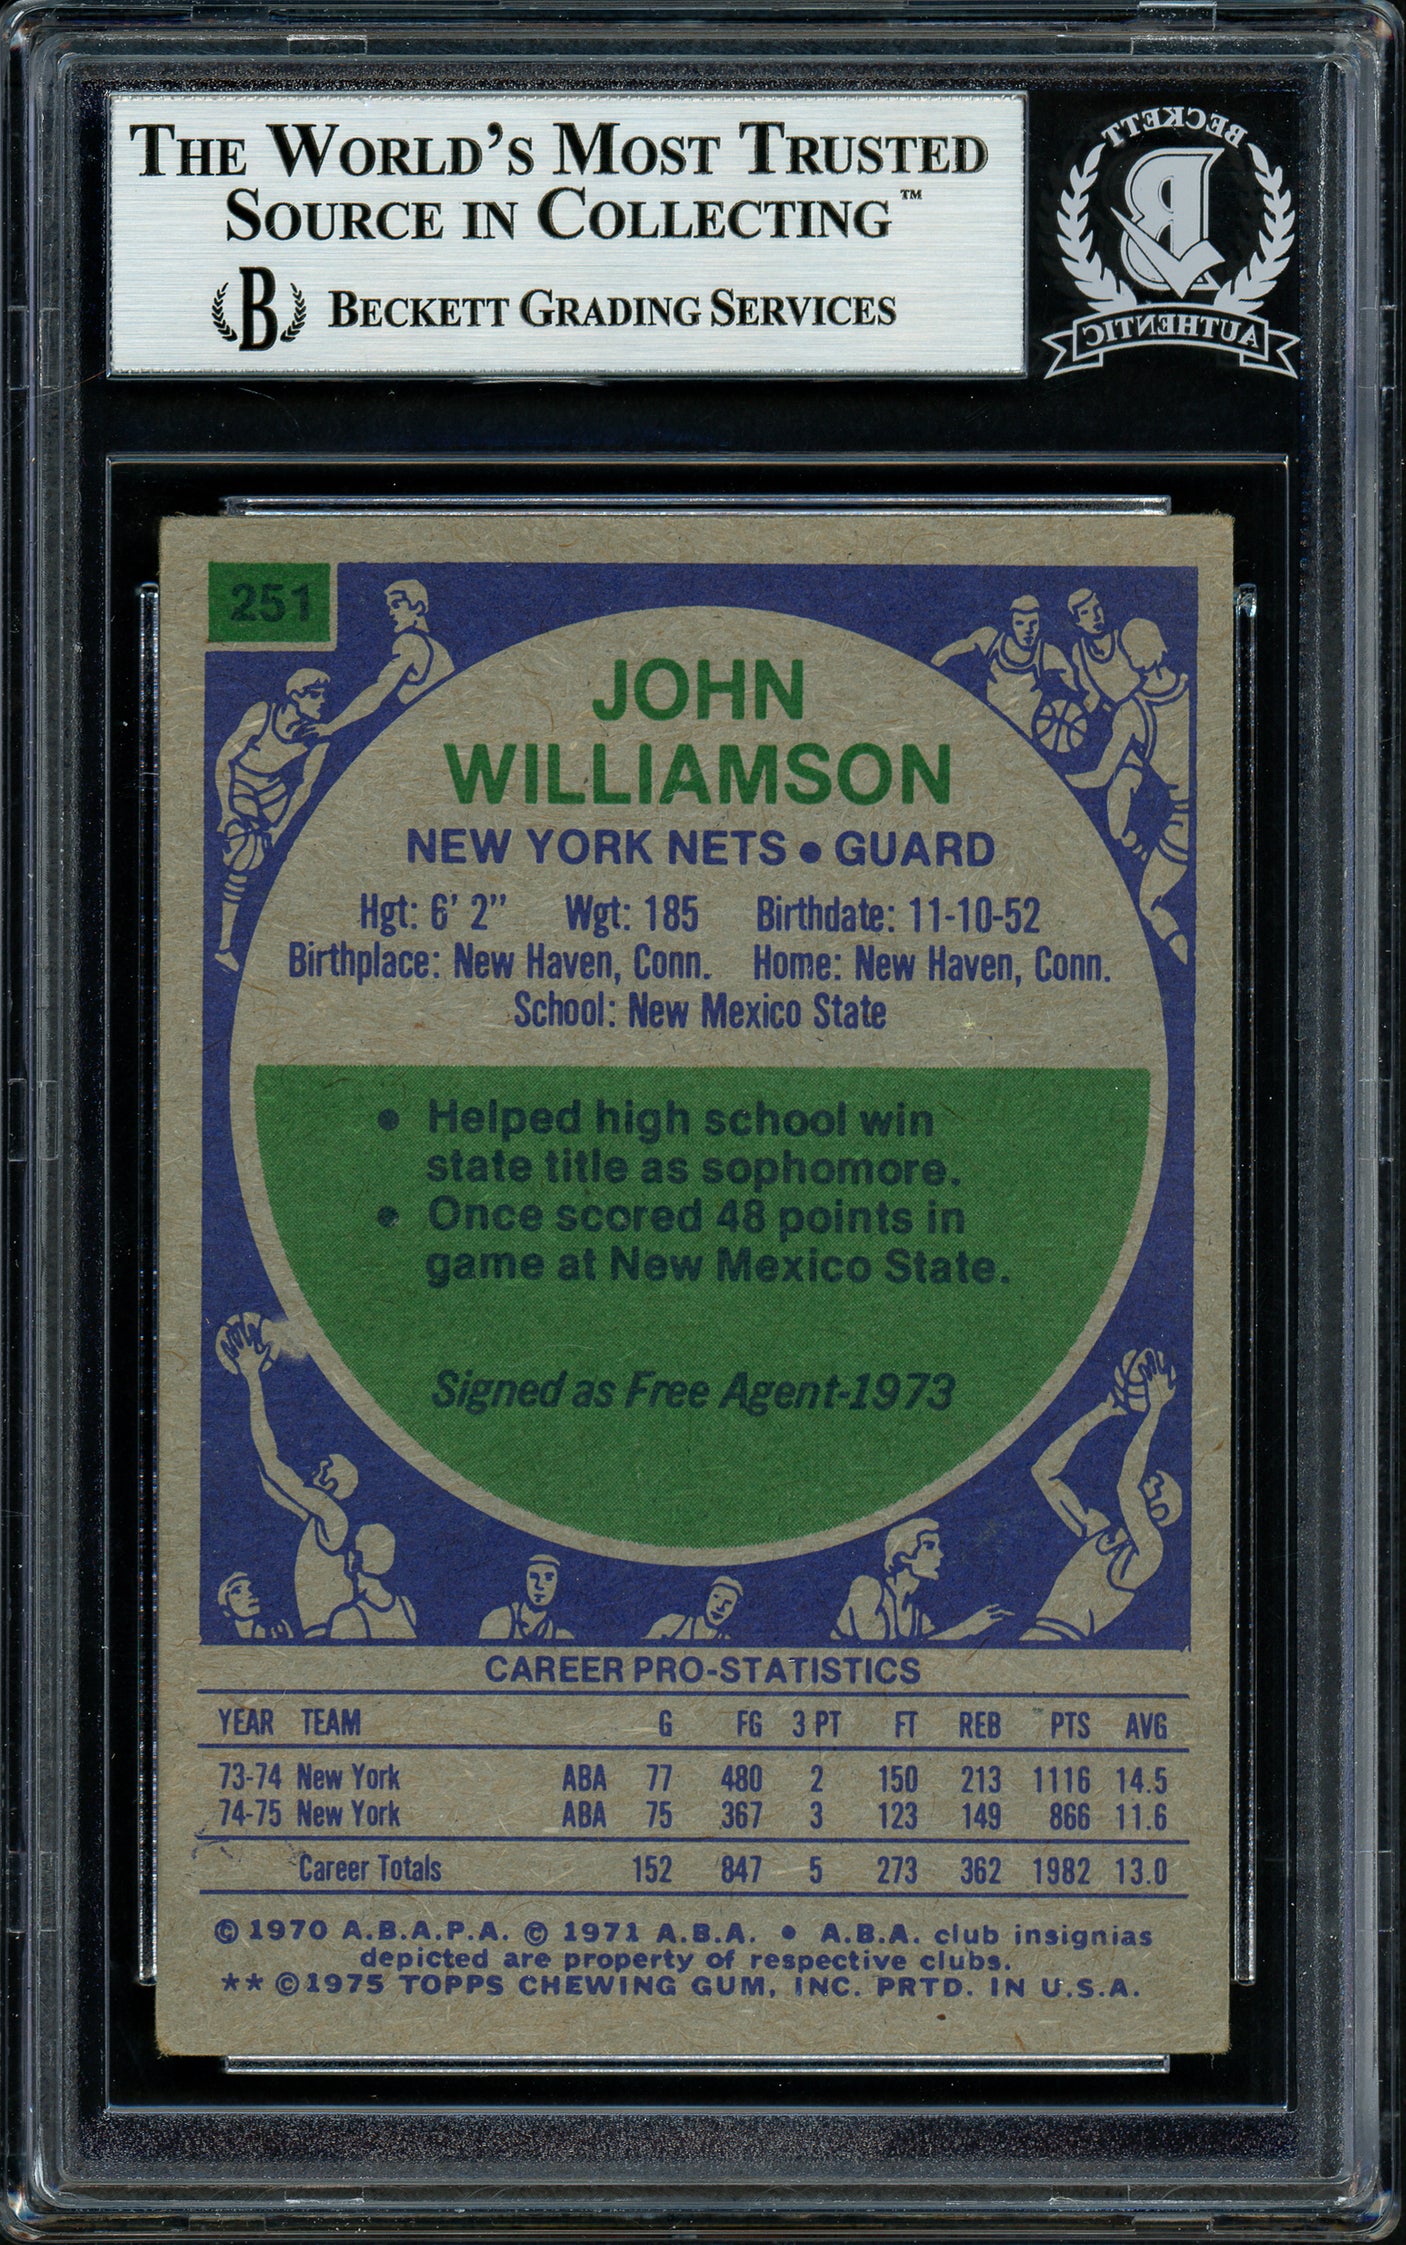 THE WORLD'S MOST TRUSTED
SOURCE IN COLLECTING™
B BECKETT GRADING SERVICES
BECKETT
B
AUTHENTIC
251
JOHN
WILLIAMSON
NEW YORK NETS • GUARD
Hgt: 6' 2" Wgt: 185 Birthdate: 11-10-52
Birthplace: New Haven, Conn. Home: New Haven, Conn.
School: New Mexico State
• Helped high school win
state title as sophomore.
• Once scored 48 points in
game at New Mexico State.
Signed as Free Agent-1973
CAREER PRO-STATISTICS
YEAR TEAM G FG 3 PT FT REB PTS AVG
73-74 New York ABA 77 480 2 150 213 1116 14.5
74-75 New York ABA 75 367 3 123 149 866 11.6
Career Totals 152 847 5 273 362 1982 13.0
© 1970 A.B.A.P.A. © 1971 A.B.A. • A.B.A. club insignias
depicted are property of respective clubs.
** © 1975 TOPPS CHEWING GUM, INC. PRTD. IN U.S.A.